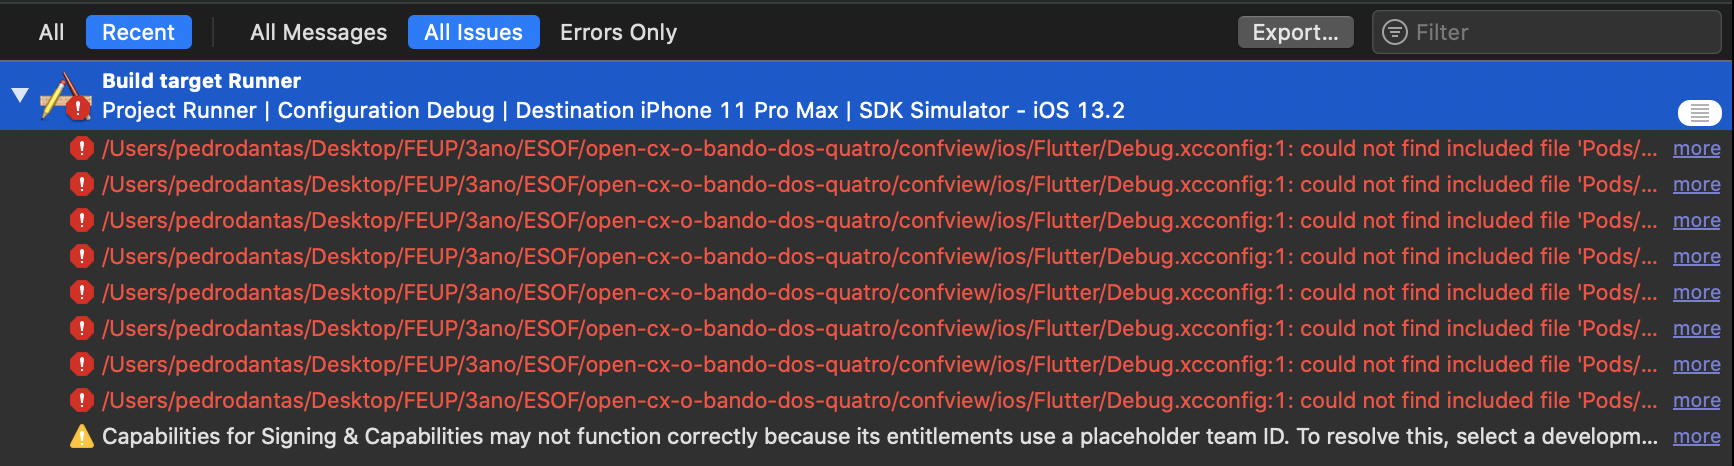 All Recent All Messages All Issues Errors Only Export... Filter
Build target Runner
Project Runner | Configuration Debug | Destination iPhone 11 Pro Max | SDK Simulator - iOS 13.2
/Users/pedrodantas/Desktop/FEUP/3ano/ESOF/open-cx-o-bando-dos-quatro/confview/ios/Flutter/Debug.xcconfig:1: could not find included file 'Pods/... more
/Users/pedrodantas/Desktop/FEUP/3ano/ESOF/open-cx-o-bando-dos-quatro/confview/ios/Flutter/Debug.xcconfig:1: could not find included file 'Pods/... more
/Users/pedrodantas/Desktop/FEUP/3ano/ESOF/open-cx-o-bando-dos-quatro/confview/ios/Flutter/Debug.xcconfig:1: could not find included file 'Pods/... more
/Users/pedrodantas/Desktop/FEUP/3ano/ESOF/open-cx-o-bando-dos-quatro/confview/ios/Flutter/Debug.xcconfig:1: could not find included file 'Pods/... more
/Users/pedrodantas/Desktop/FEUP/3ano/ESOF/open-cx-o-bando-dos-quatro/confview/ios/Flutter/Debug.xcconfig:1: could not find included file 'Pods/... more
/Users/pedrodantas/Desktop/FEUP/3ano/ESOF/open-cx-o-bando-dos-quatro/confview/ios/Flutter/Debug.xcconfig:1: could not find included file 'Pods/... more
/Users/pedrodantas/Desktop/FEUP/3ano/ESOF/open-cx-o-bando-dos-quatro/confview/ios/Flutter/Debug.xcconfig:1: could not find included file 'Pods/... more
/Users/pedrodantas/Desktop/FEUP/3ano/ESOF/open-cx-o-bando-dos-quatro/confview/ios/Flutter/Debug.xcconfig:1: could not find included file 'Pods/... more
Capabilities for Signing & Capabilities may not function correctly because its entitlements use a placeholder team ID. To resolve this, select a developm... more